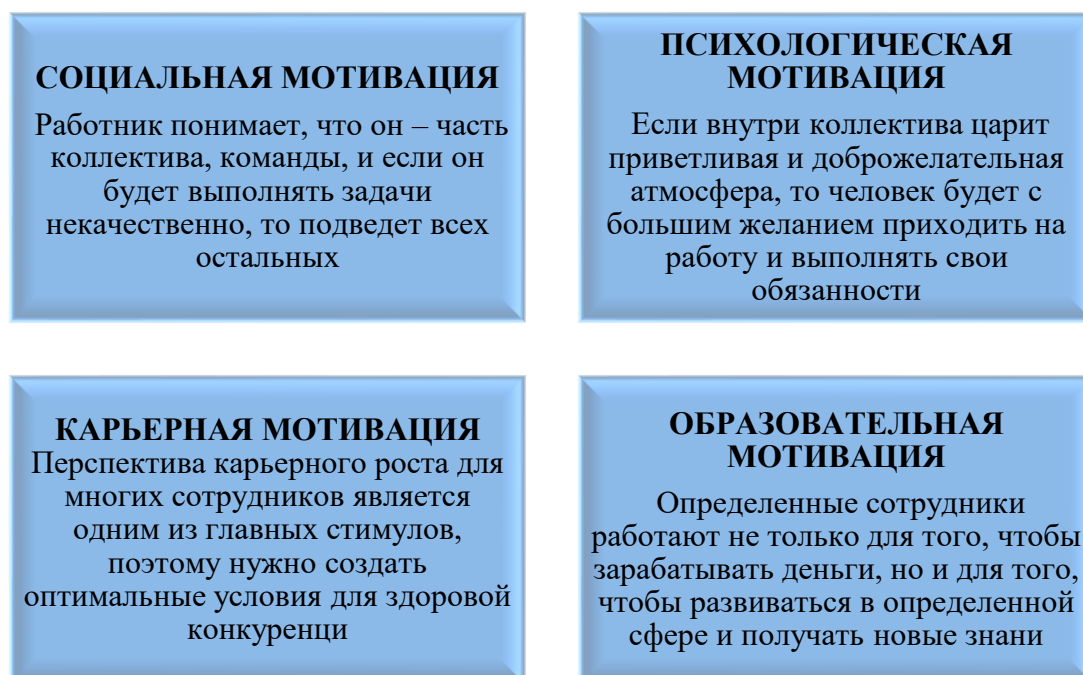 СОЦИАЛЬНАЯ МОТИВАЦИЯ
Работник понимает, что он – часть
коллектива, команды, и если он
будет выполнять задачи
некачественно, то подведет всех
остальных
ПСИХОЛОГИЧЕСКАЯ
МОТИВАЦИЯ
Если внутри коллектива царит
приветливая и доброжелательная
атмосфера, то человек будет с
большим желанием приходить на
работу и выполнять свои
обязанности
КАРЬЕРНАЯ МОТИВАЦИЯ
Перспектива карьерного роста для
многих сотрудников является
одним из главных стимулов,
поэтому нужно создать
оптимальные условия для здоровой
конкуренци
ОБРАЗОВАТЕЛЬНАЯ
МОТИВАЦИЯ
Определенные сотрудники
работают не только для того, чтобы
зарабатывать деньги, но и для того,
чтобы развиваться в определенной
сфере и получать новые знани